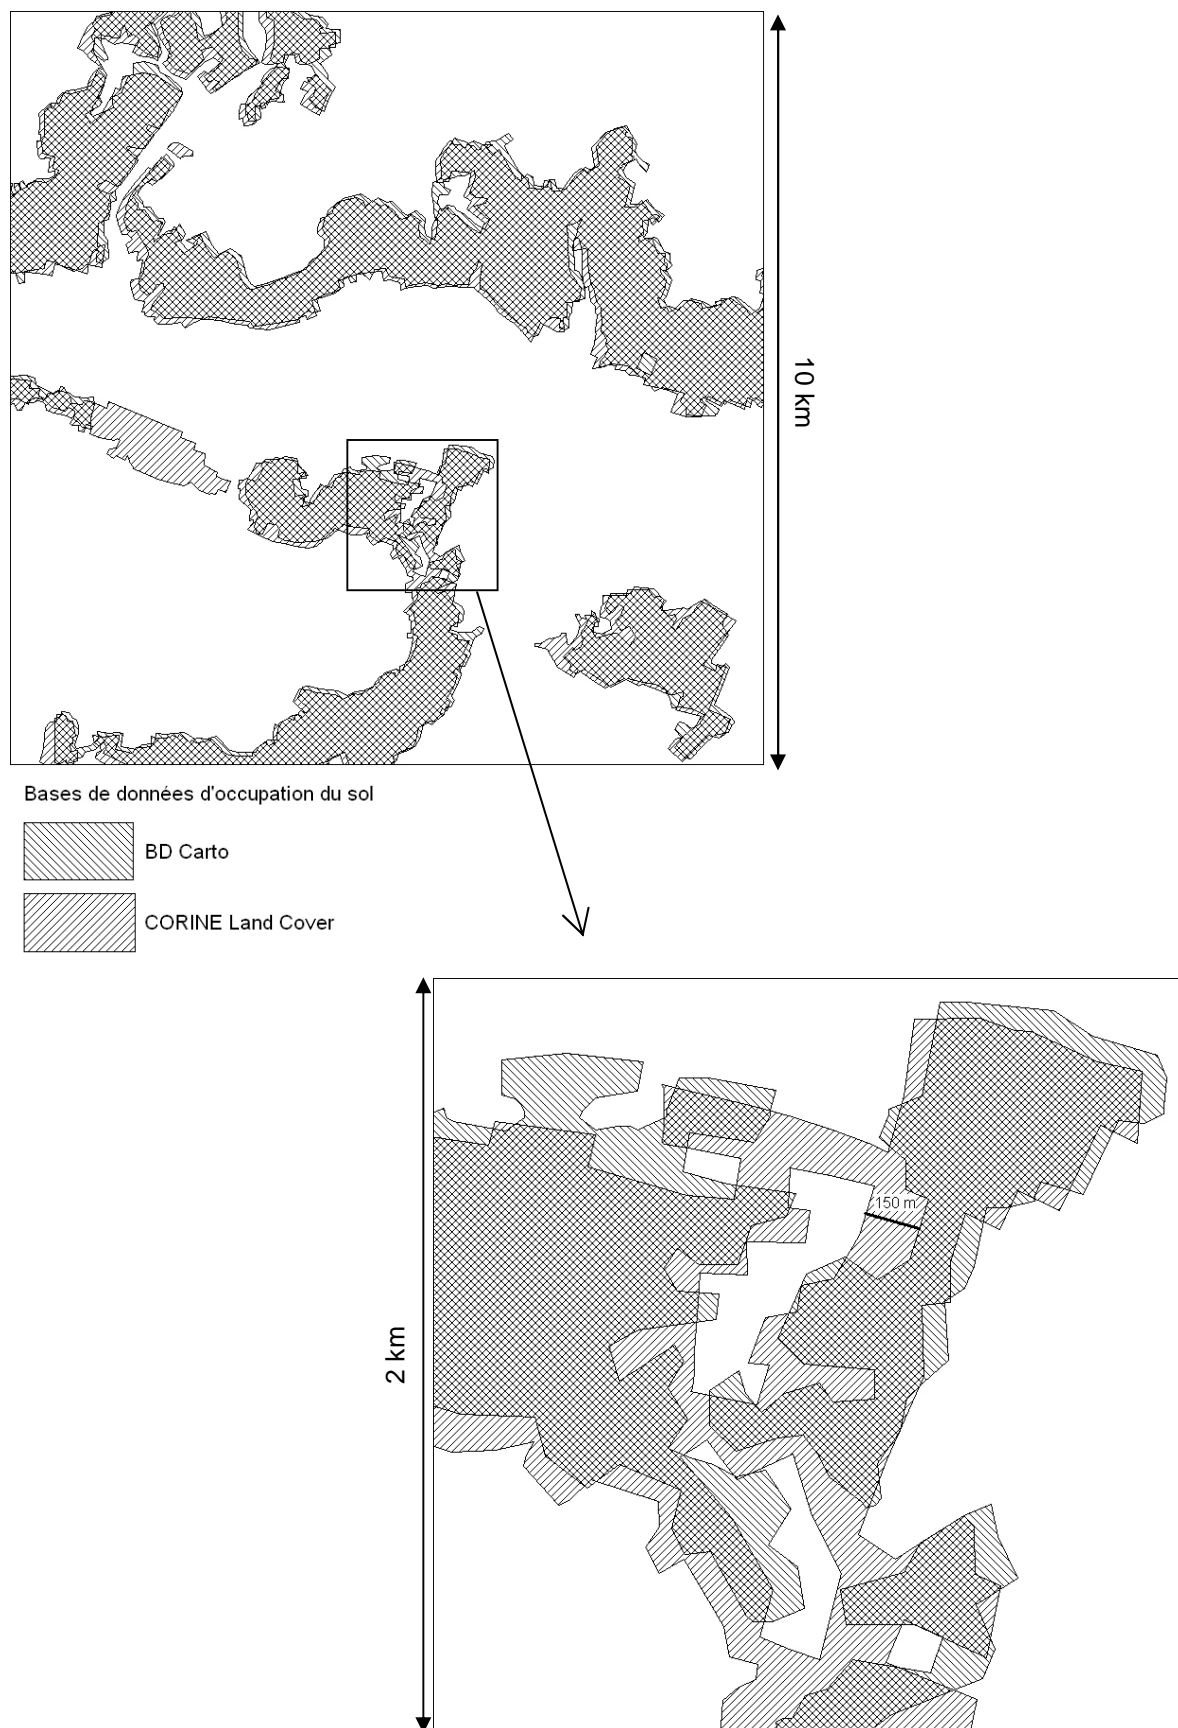 10 km
Bases de données d'occupation du sol
BD Carto
CORINE Land Cover
150 m
2 km